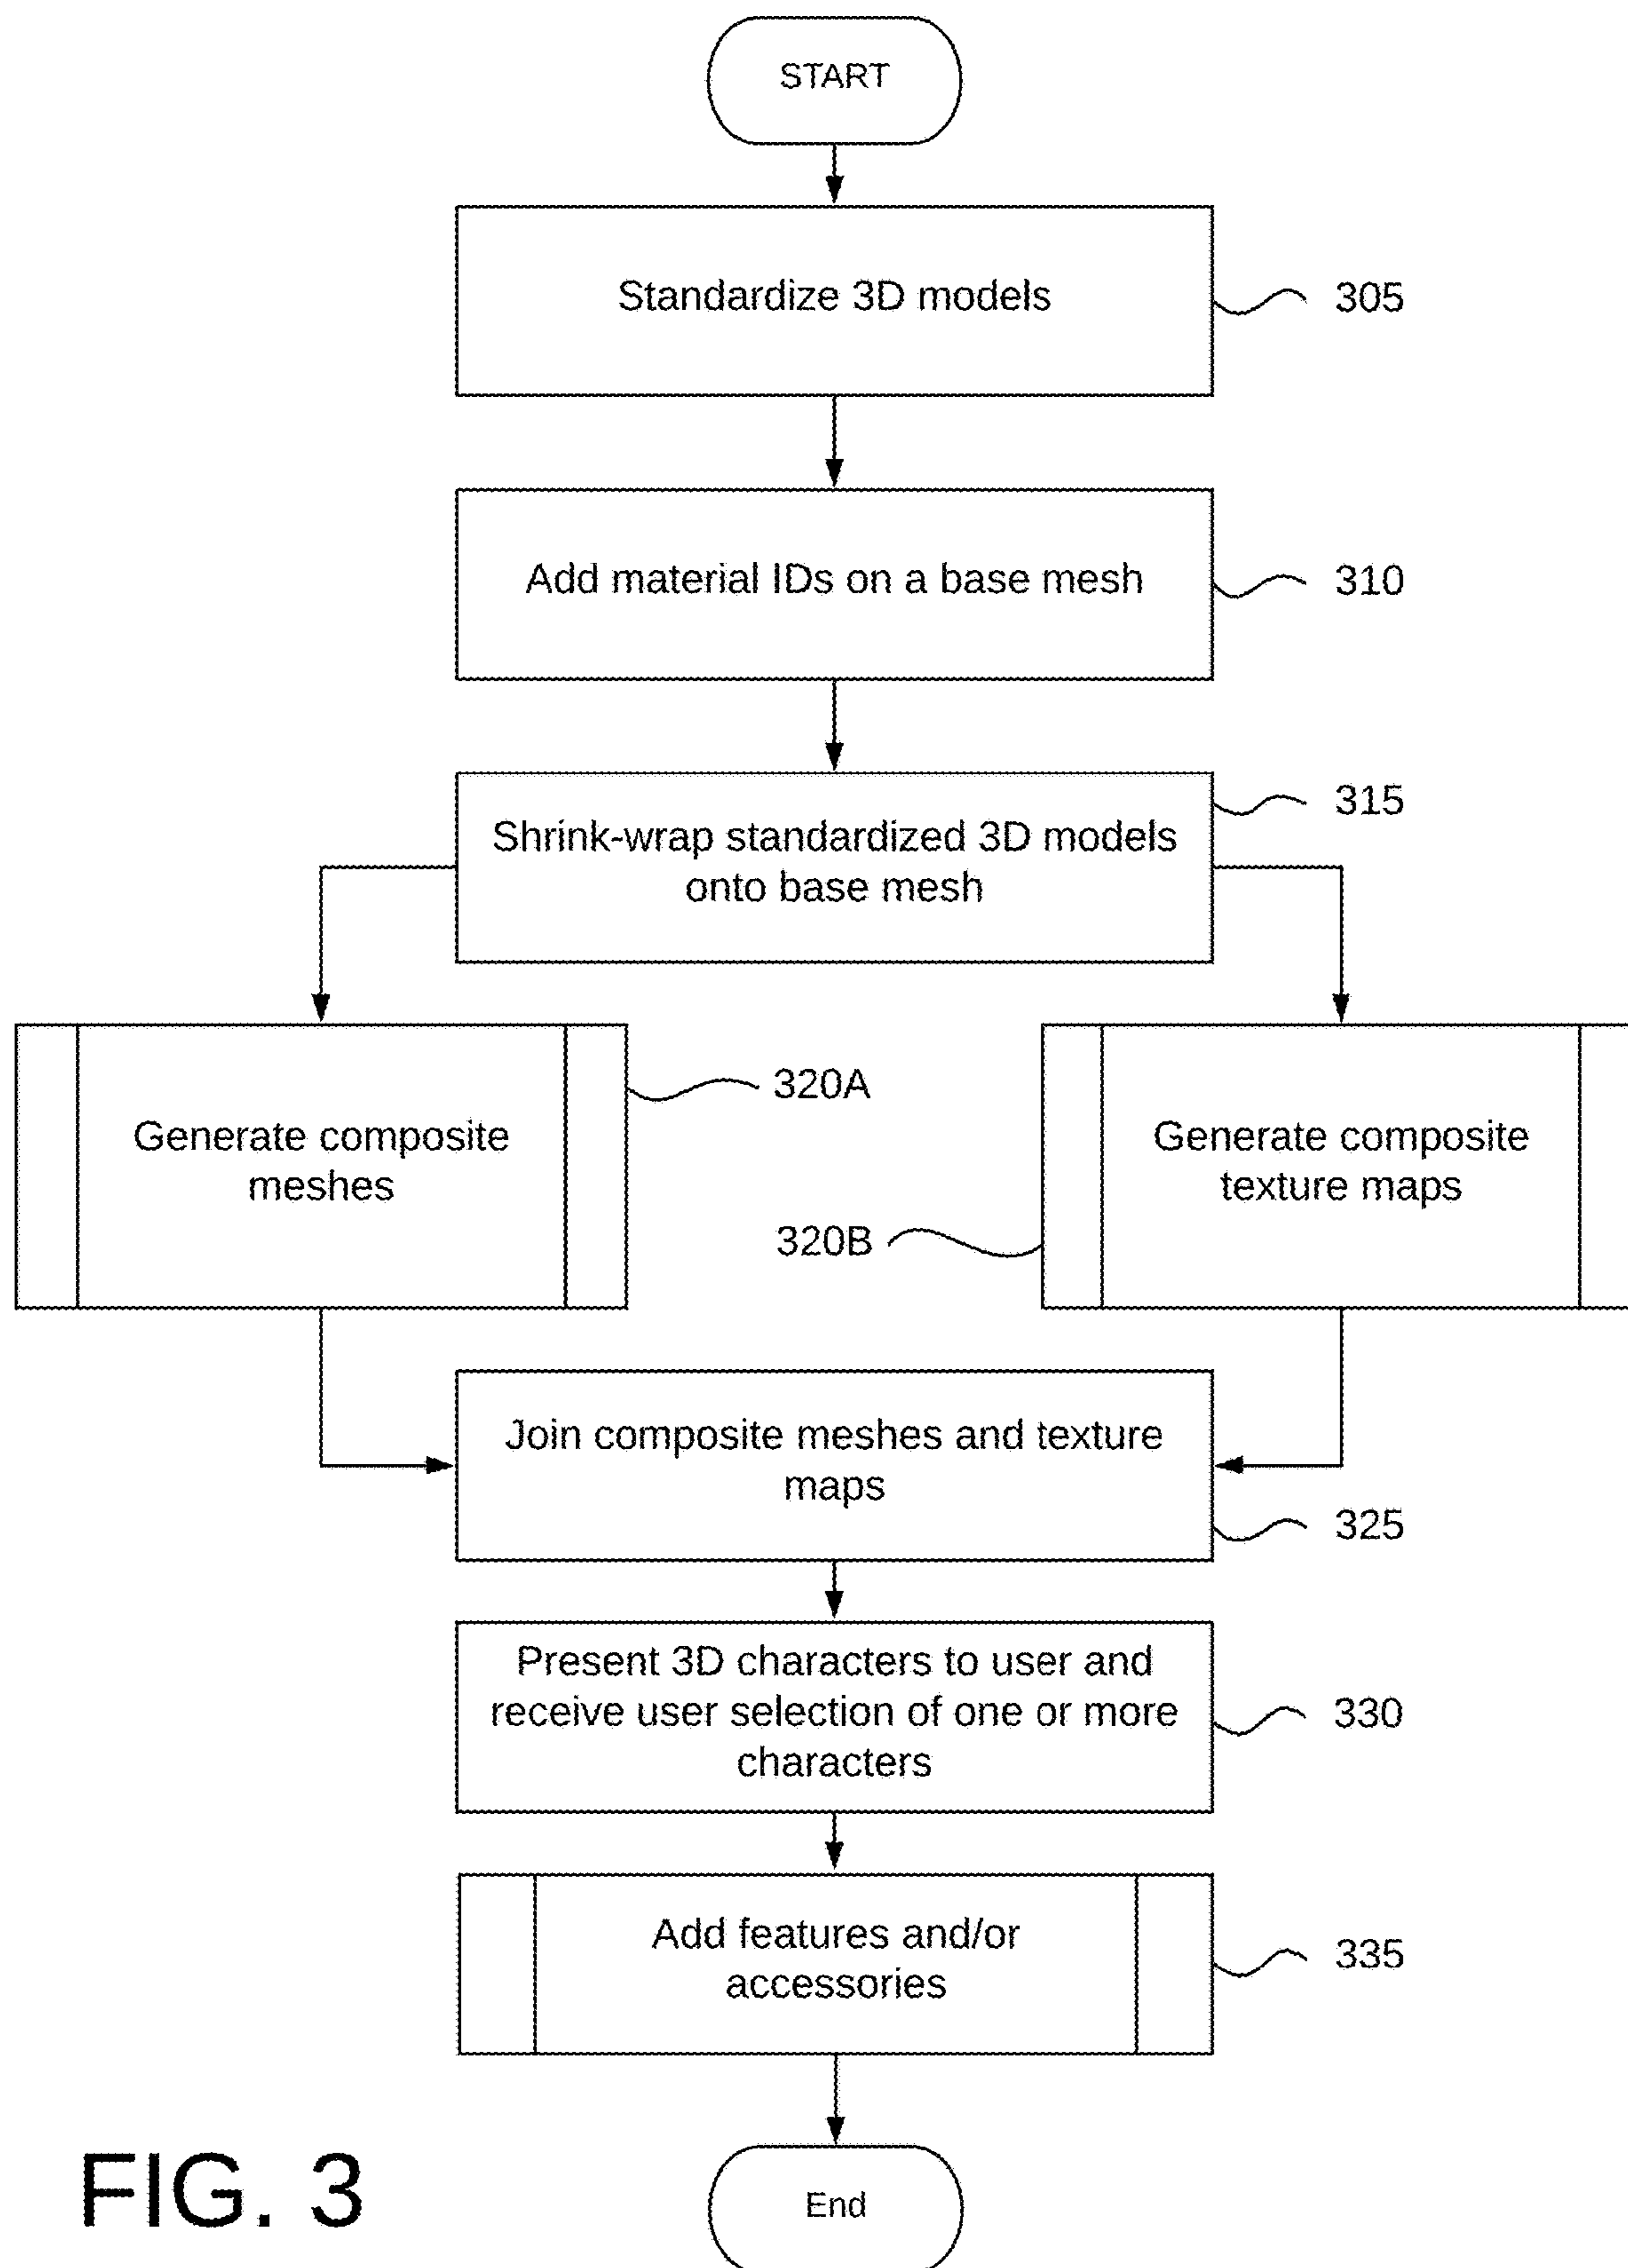 START
Standardize 3D models
305
Add material IDs on a base mesh
310
Shrink-wrap standardized 3D models
onto base mesh
315
Generate composite
meshes
320A
Generate composite
texture maps
320B
Join composite meshes and texture
maps
325
Present 3D characters to user and
receive user selection of one or more
characters
330
Add features and/or
accessories
335
End
FIG. 3